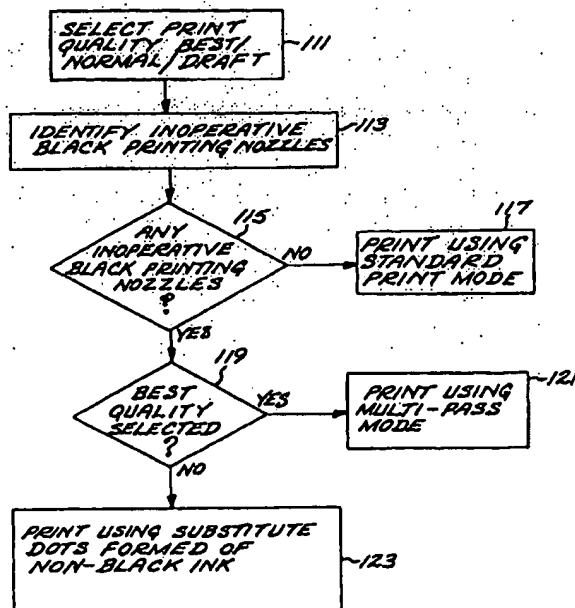 SELECT PRINT
QUALITY BEST/
NORMAL/DRAFT
111
IDENTIFY INOPERATIVE
BLACK PRINTING NOZZLES
113
ANY
INOPERATIVE
BLACK PRINTING
NOZZLES
?
115
NO
117
PRINT USING
STANDARD
PRINT MODE
YES
119
BEST
QUALITY
SELECTED
?
YES
121
PRINT USING
MULTI-PASS
MODE
NO
PRINT USING SUBSTITUTE
DOTS FORMED OF
NON-BLACK INK
123